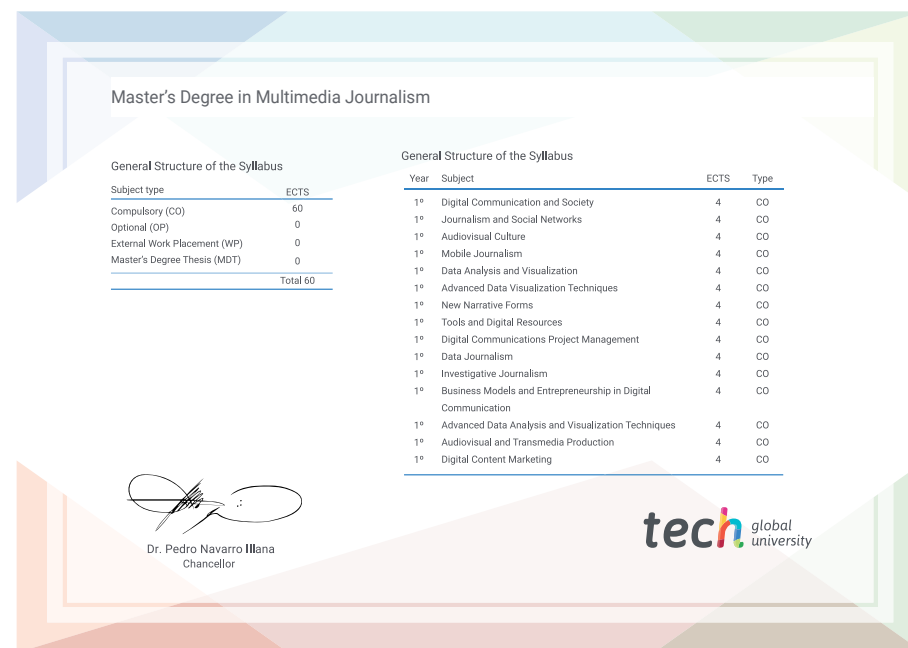 Master's Degree in Multimedia Journalism
General Structure of the Syllabus
Subject type ECTS
Compulsory (CO) 60
Optional (OP) 0
External Work Placement (WP) 0
Master's Degree Thesis (MDT) 0
Total 60
General Structure of the Syllabus
Year Subject ECTS Type
1º Digital Communication and Society 4 CO
1º Journalism and Social Networks 4 CO
1º Audiovisual Culture 4 CO
1º Mobile Journalism 4 CO
1º Data Analysis and Visualization 4 CO
1º Advanced Data Visualization Techniques 4 CO
1º New Narrative Forms 4 CO
1º Tools and Digital Resources 4 CO
1º Digital Communications Project Management 4 CO
1º Data Journalism 4 CO
1º Investigative Journalism 4 CO
1º Business Models and Entrepreneurship in Digital 4 CO
Communication
1º Advanced Data Analysis and Visualization Techniques 4 CO
1º Audiovisual and Transmedia Production 4 CO
1º Digital Content Marketing 4 CO
Dr. Pedro Navarro Illana
Chancellor
tech global
university